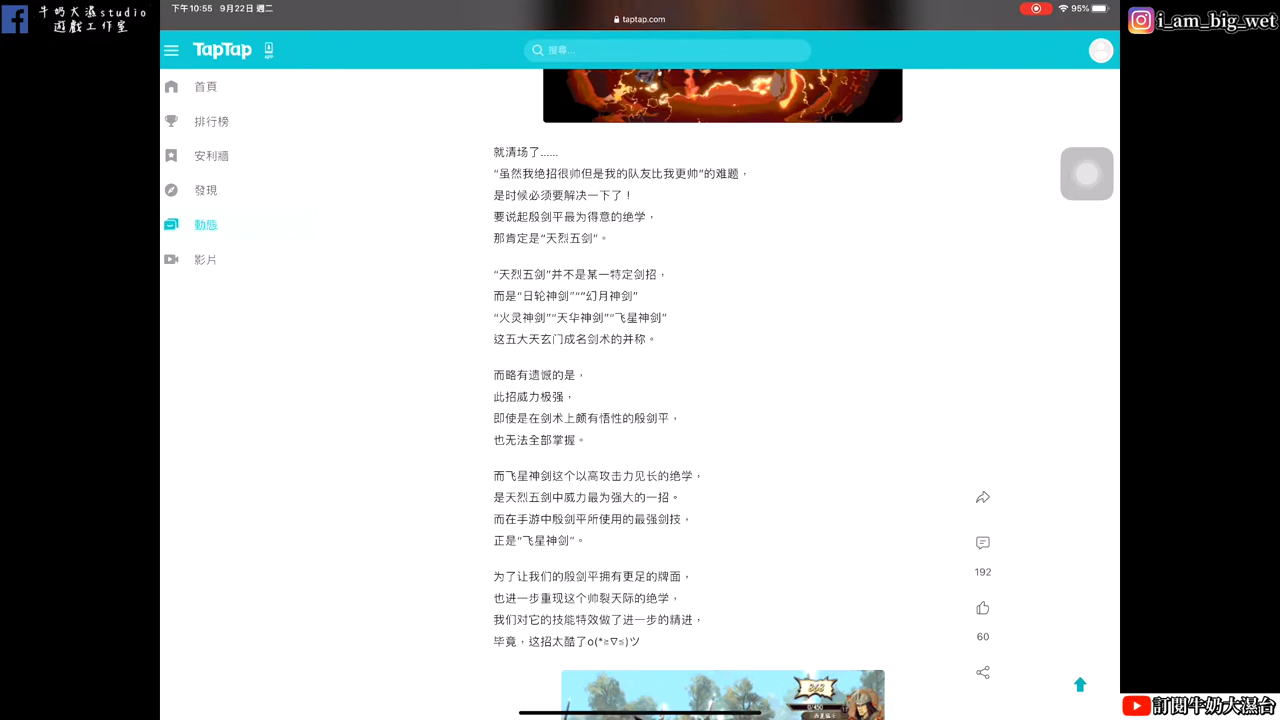 牛奶大濕studio
遊戲工作室
下午10:55 9月22日 週二
taptap.com
95%
i_am_big_wet
TapTap
APP
搜尋...
首頁
排行榜
安利牆
發現
動態
影片
就清场了......
“虽然我绝招很帅但是我的队友比我更帅”的难题，
是时候必须要解决一下了！
要说起殷剑平最为得意的绝学，
那肯定是“天烈五剑”。
“天烈五剑”并不是某一特定剑招，
而是“日轮神剑”““幻月神剑”
“火灵神剑”“天华神剑”“飞星神剑”
这五大天玄门成名剑术的并称。
而略有遗憾的是，
此招威力极强，
即使是在剑术上颇有悟性的殷剑平，
也无法全部掌握。
而飞星神剑这个以高攻击力见长的绝学，
是天烈五剑中威力最为强大的一招。
而在手游中殷剑平所使用的最强剑技，
正是“飞星神剑”。
为了让我们的殷剑平拥有更足的牌面，
也进一步重现这个帅裂天际的绝学，
我们对它的技能特效做了进一步的精进，
毕竟，这招太酷了o(*≧∇≦)ツ
192
60
0/450
訂閱牛奶大濕台